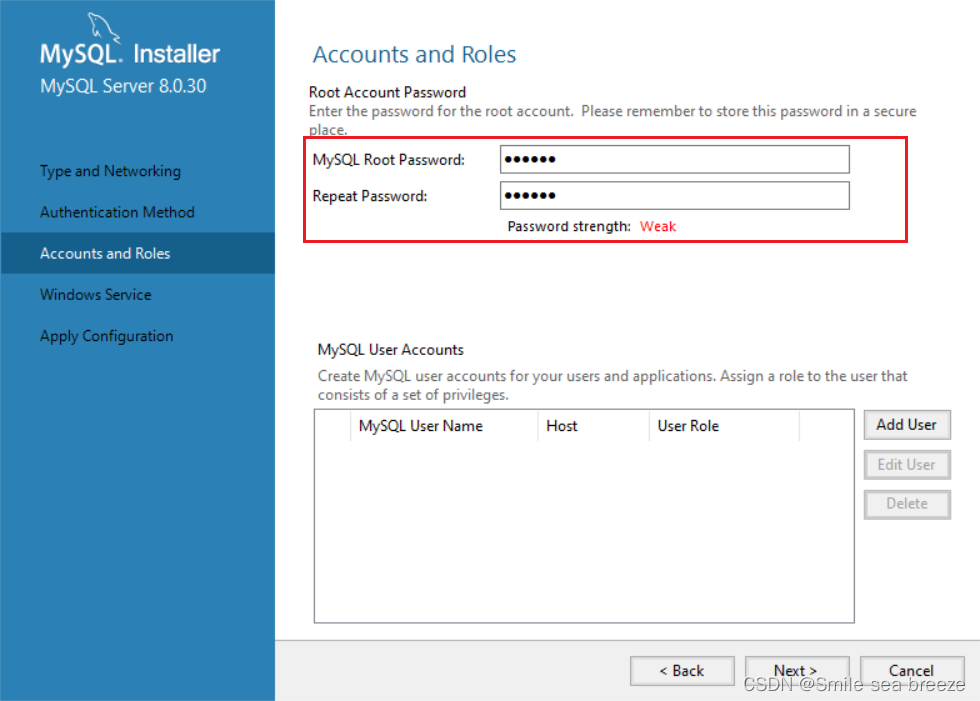 MySQL. Installer
MySQL Server 8.0.30
Type and Networking
Authentication Method
Accounts and Roles
Windows Service
Apply Configuration
Accounts and Roles
Root Account Password
Enter the password for the root account. Please remember to store this password in a secure
place.
MySQL Root Password: ●●●●●●
Repeat Password: ●●●●●●
Password strength: Weak
MySQL User Accounts
Create MySQL user accounts for your users and applications. Assign a role to the user that
consists of a set of privileges.
MySQL User Name Host User Role
Add User
Edit User
Delete
< Back Next > Cancel
CSDN @Smile sea breeze